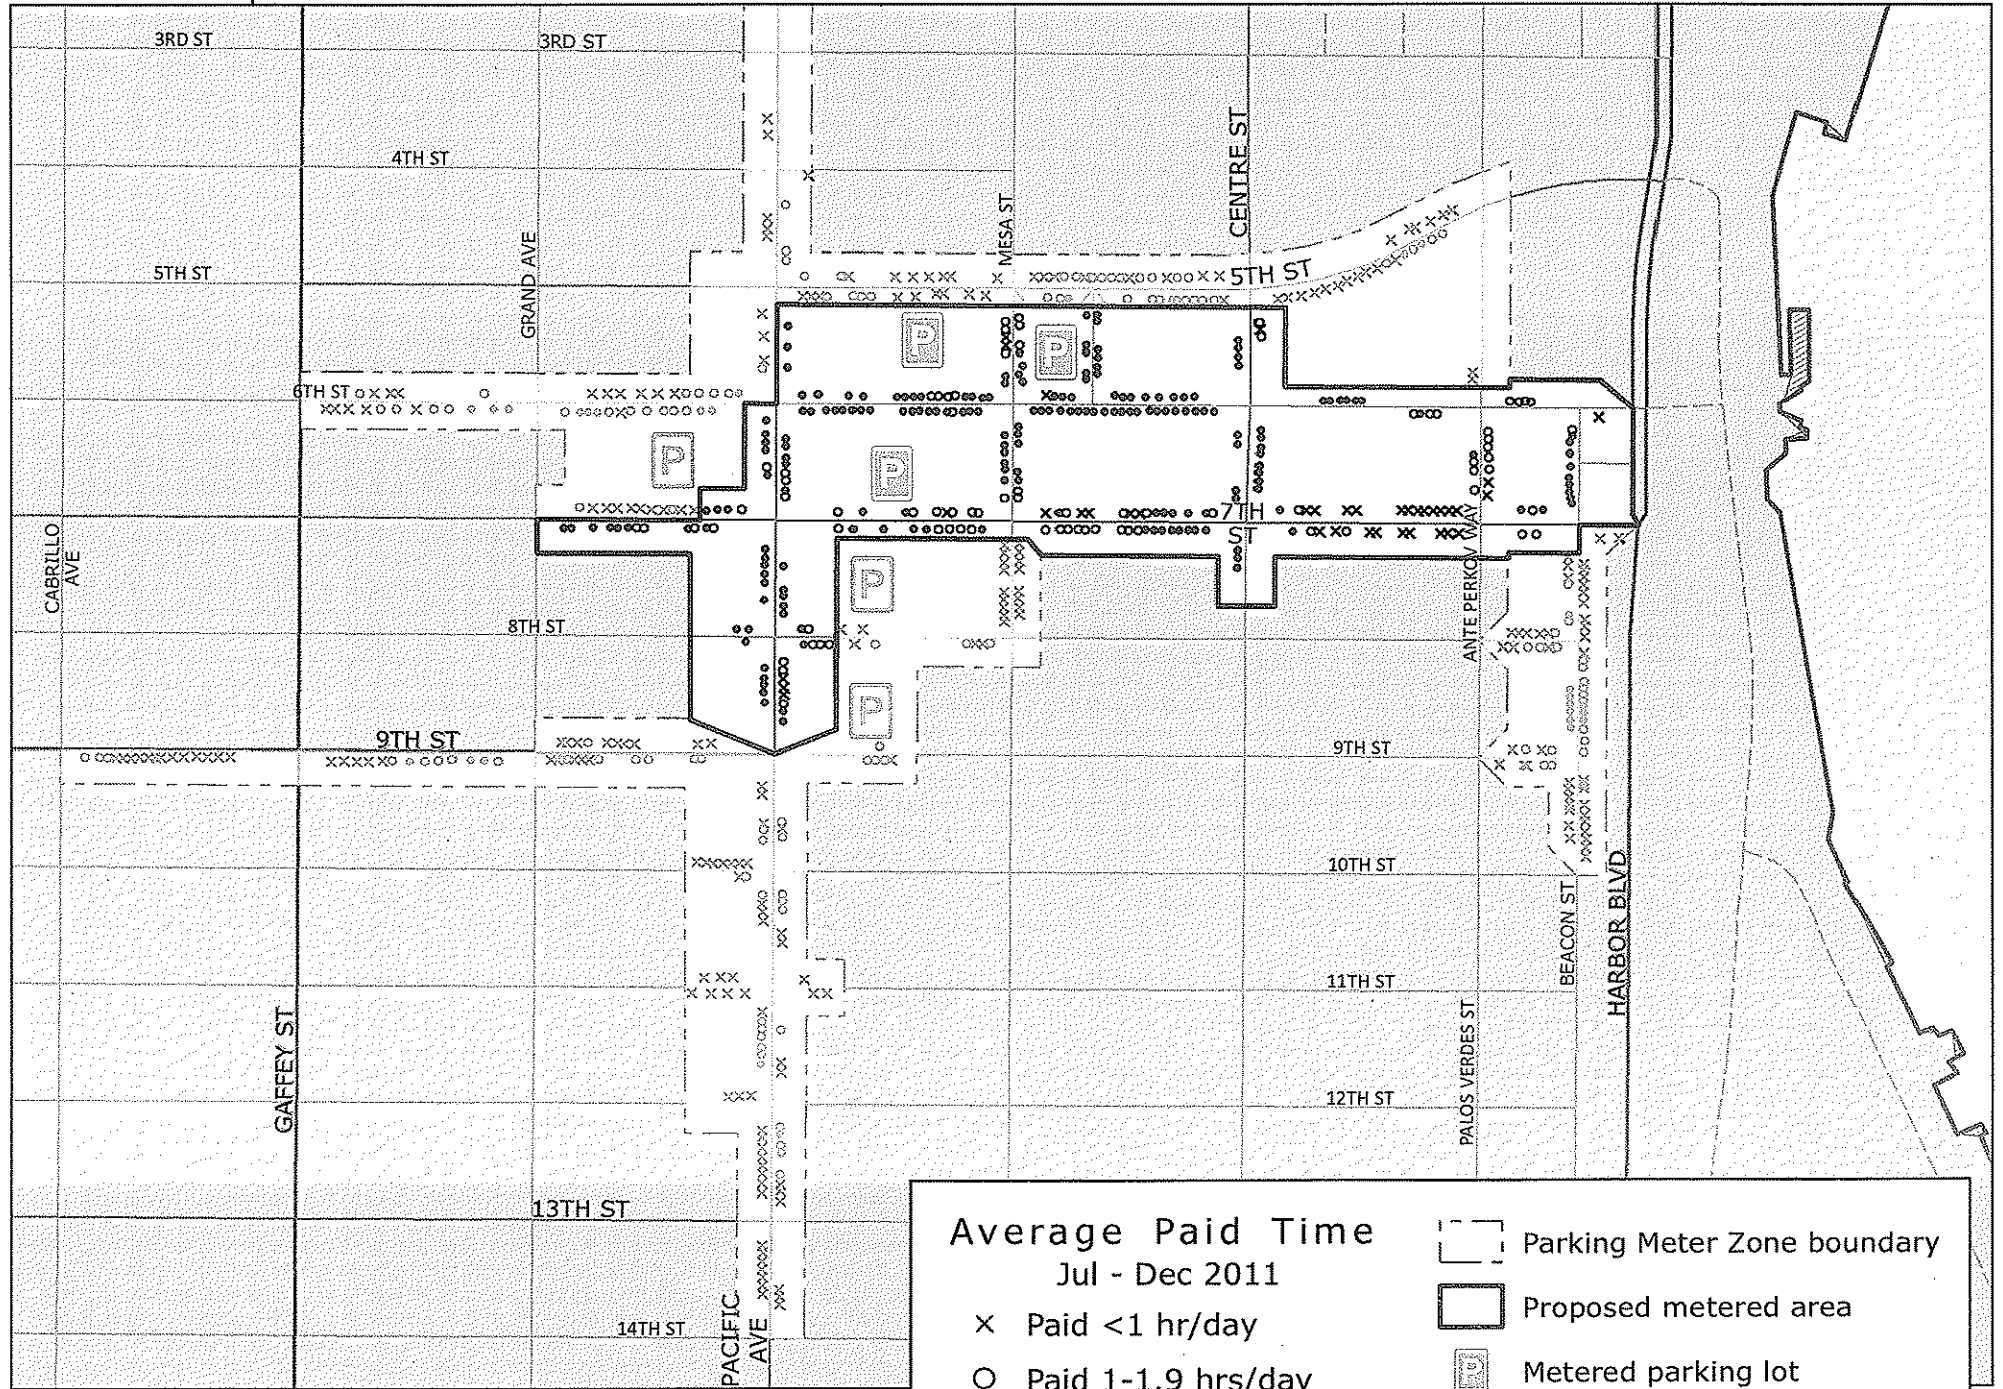 3RD ST
3RD ST
4TH ST
CENTRE ST
MESA ST
GRAND AVE
5TH ST
5TH ST
P
P
6TH ST
P
P
7TH
ST
CABRILLO
AVE
P
8TH ST
ANTE PERKOV WAY
P
9TH ST
9TH ST
10TH ST
BEACON ST
HARBOR BLVD
11TH ST
GAFFEY ST
PALOS VERDES ST
12TH ST
13TH ST
PACIFIC
AVE
14TH ST
Average Paid Time
Jul - Dec 2011
X Paid <1 hr/day
O Paid 1-1.9 hrs/day
Parking Meter Zone boundary
Proposed metered area
P Metered parking lot